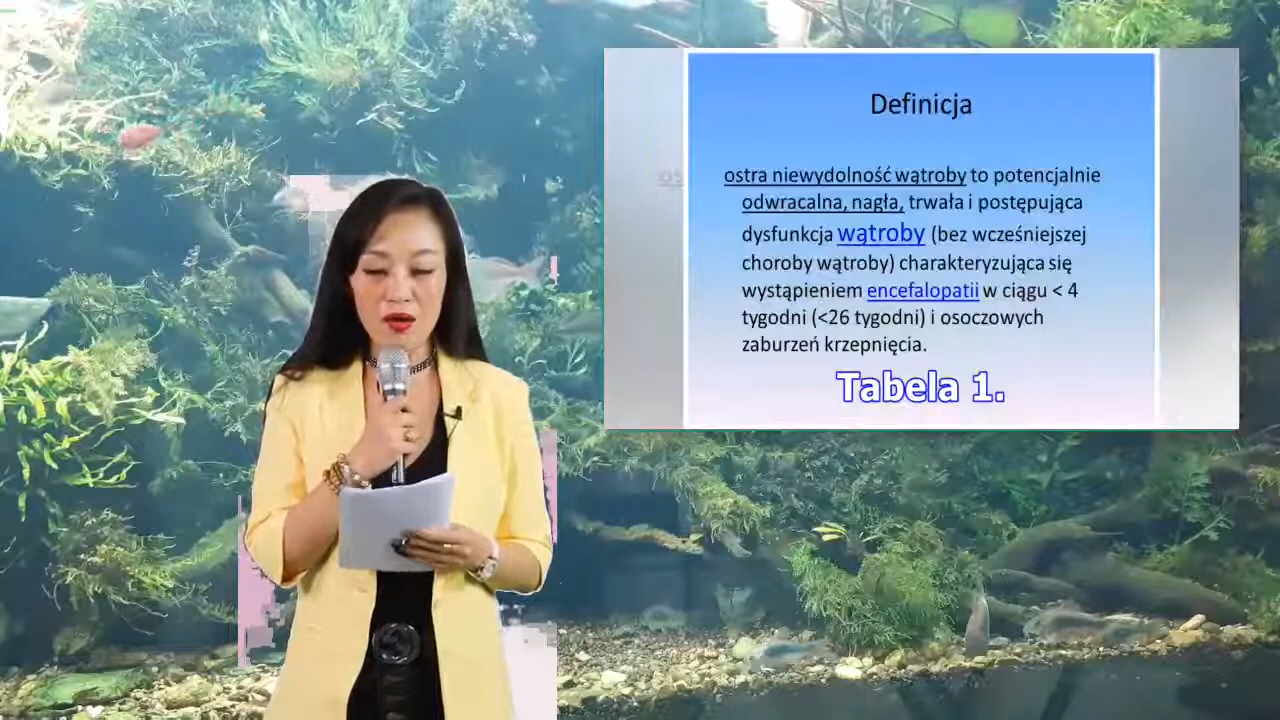 Definicja
ostra niewydolność wątroby to potencjalnie
odwracalna, nagła, trwała i postępująca
dysfunkcja wątroby (bez wcześniejszej
choroby wątroby) charakteryzująca się
wystąpieniem encefalopatii w ciągu < 4
tygodni (<26 tygodni) i osoczowych
zaburzeń krzepnięcia.
Tabela 1.